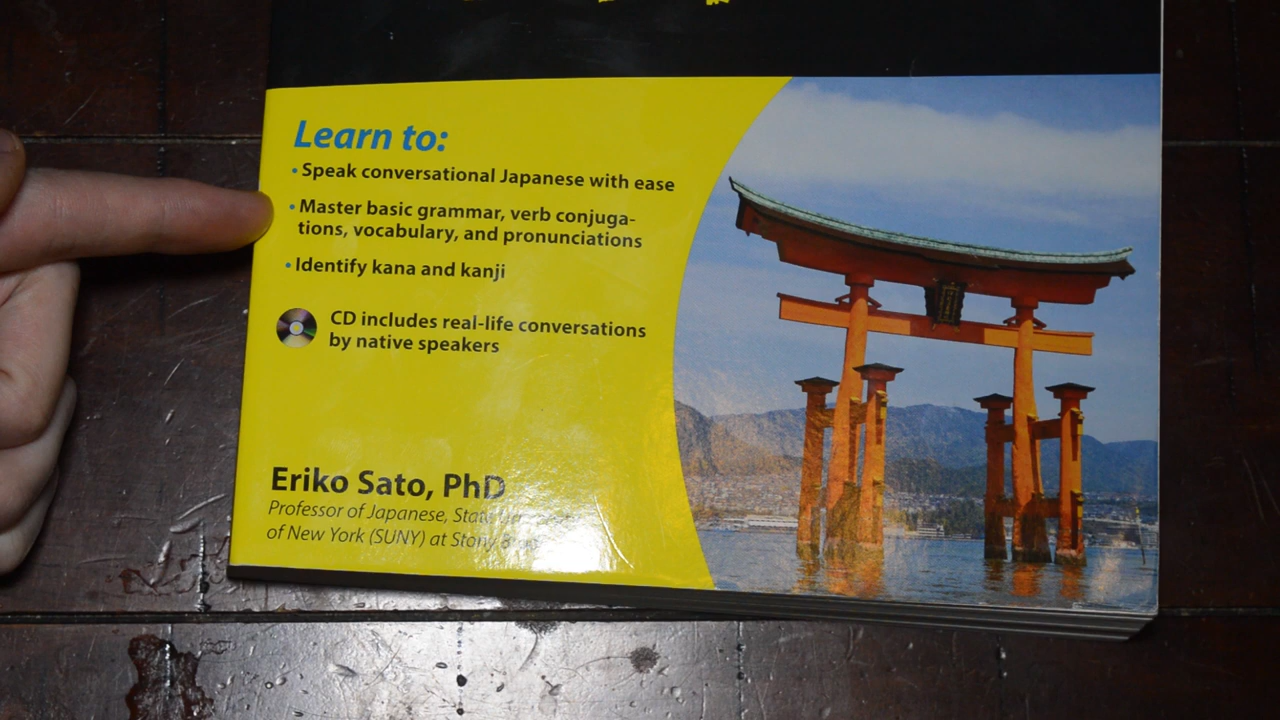 Learn to:
• Speak conversational Japanese with ease
• Master basic grammar, verb conjuga-
tions, vocabulary, and pronunciations
• Identify kana and kanji
CD includes real-life conversations
by native speakers
Eriko Sato, PhD
Professor of Japanese, State
of New York (SUNY) at Stony